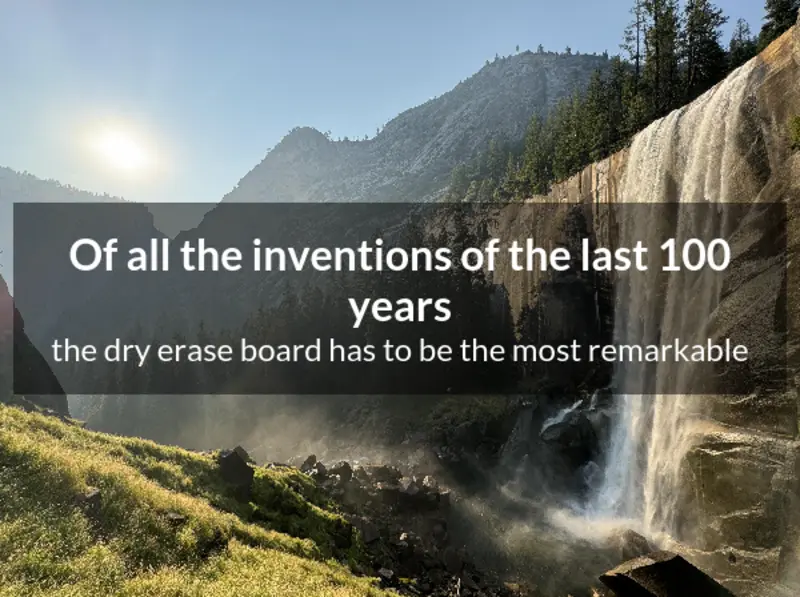 Of all the inventions of the last 100
years
the dry erase board has to be the most remarkable